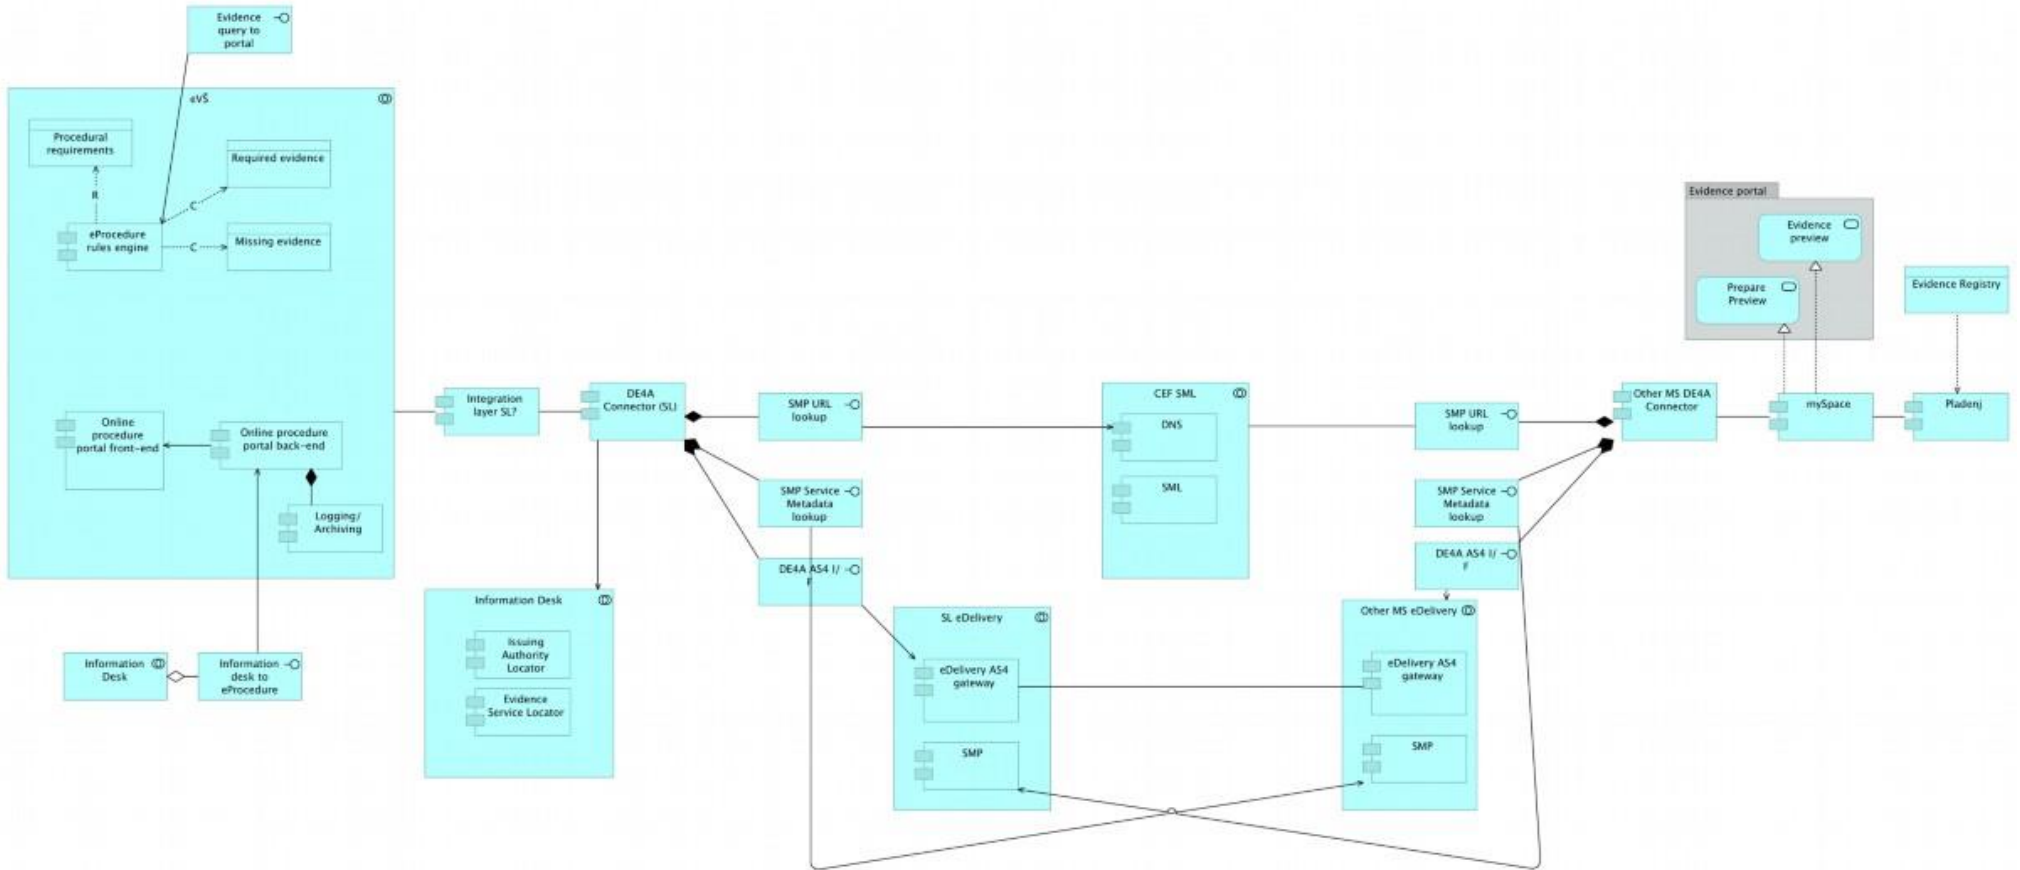 Evidence
query to
portal
eVŠ
Procedural
requirements
Required evidence
R
C
eProcedure
rules engine
C
Missing evidence
Online
procedure
portal front-end
Online procedure
portal back-end
Logging/
Archiving
Information
Desk
Information
desk to
eProcedure
Integration
layer SL?
DE4A
Connector (SL)
Information Desk
Issuing
Authority
Locator
Evidence
Service Locator
SMP URL
lookup
SMP Service
Metadata
lookup
DE4A AS4 I/
F
SL eDelivery
eDelivery AS4
gateway
SMP
CEF SML
DNS
SML
SMP URL
lookup
SMP Service
Metadata
lookup
DE4A AS4 I/
F
Other MS eDelivery
eDelivery AS4
gateway
SMP
Other MS DE4A
Connector
Evidence portal
Evidence
preview
Prepare
Preview
mySpace
Evidence Registry
Pladenj